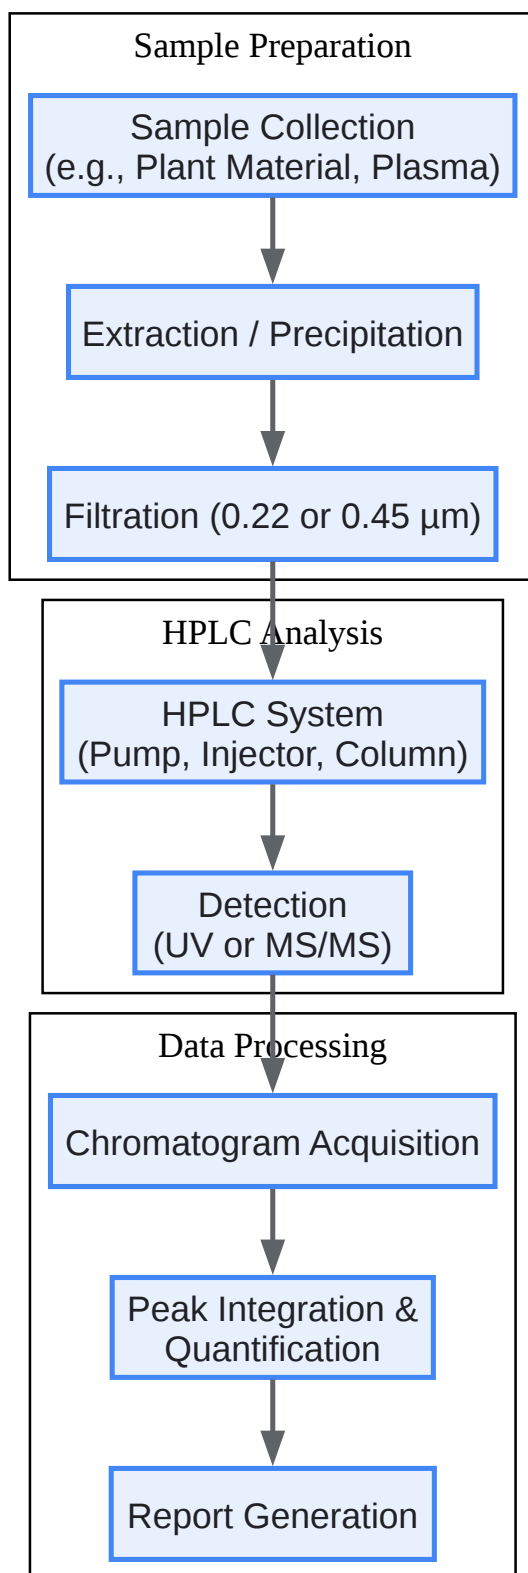 Sample Preparation
Sample Collection
(e.g., Plant Material, Plasma)
Extraction / Precipitation
Filtration (0.22 or 0.45 µm)
HPLC Analysis
HPLC System
(Pump, Injector, Column)
Detection
(UV or MS/MS)
Data Processing
Chromatogram Acquisition
Peak Integration &
Quantification
Report Generation